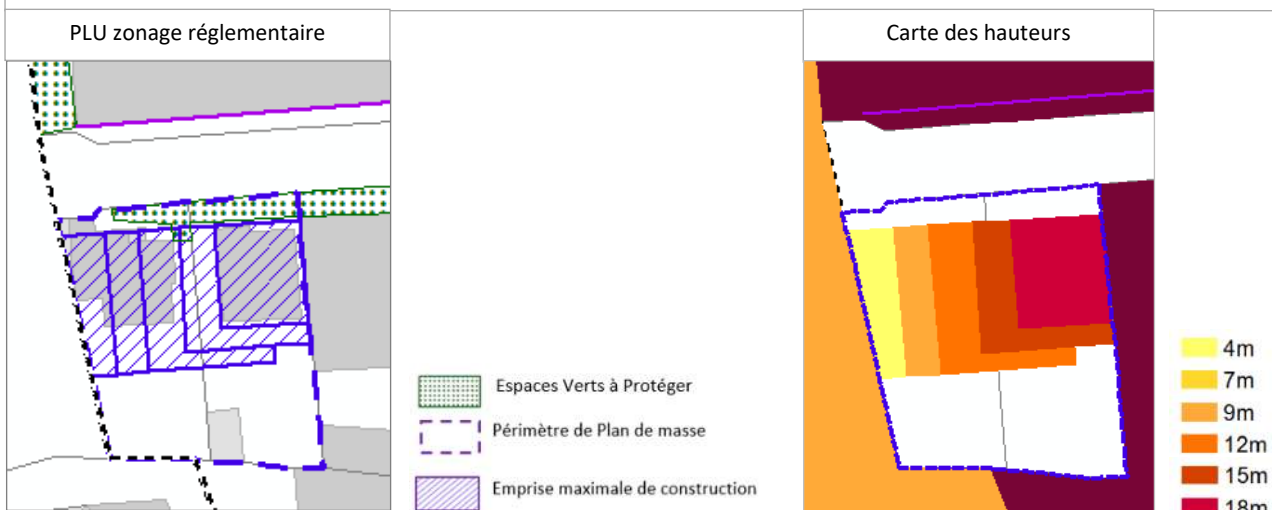 PLU zonage réglementaire
Carte des hauteurs
Espaces Verts à Protéger
Périmètre de Plan de masse
Emprise maximale de construction
4m
7m
9m
12m
15m
18m